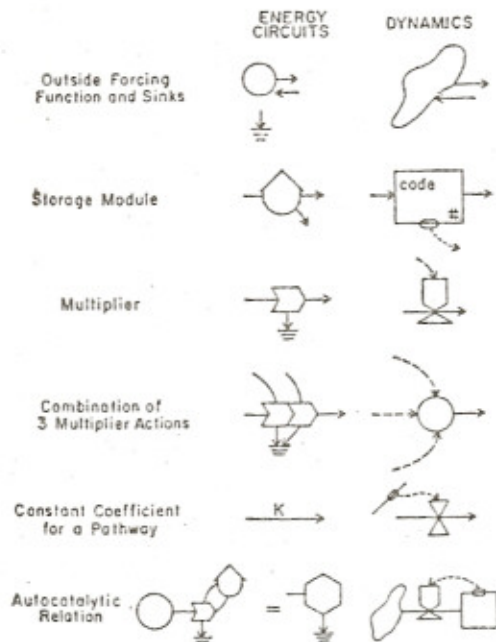 ENERGY
CIRCUITS
DYNAMICS
Outside Forcing
Function and Sinks
Storage Module
code
#
Multiplier
Combination of
3 Multiplier Actions
Constant Coefficient
for a Pathway
K
Autocatalytic
Relation
=